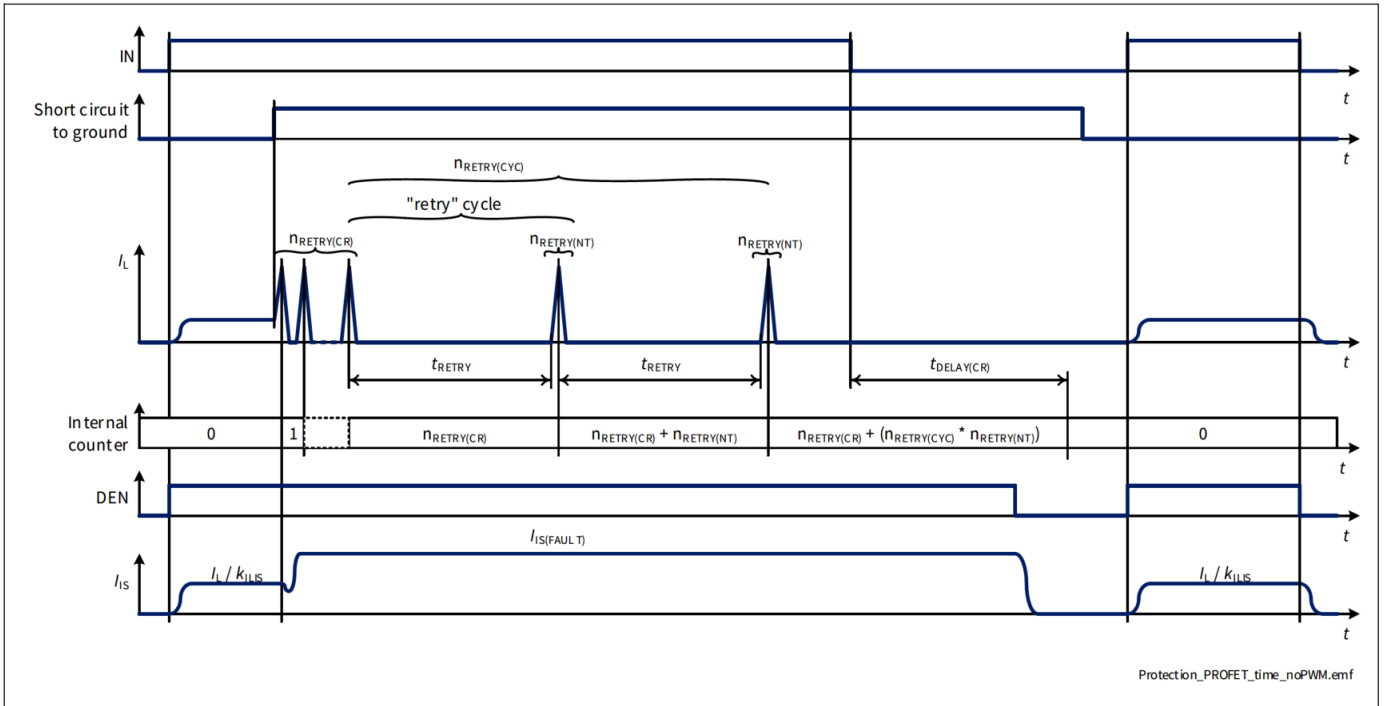 IN
t
Short circuit
to ground
t
nRETRY(CYC)
"retry" cycle
nRETRY(CR)
nRETRY(NT)
nRETRY(NT)
IL
t
tRETRY
tRETRY
tDELAY(CR)
Internal
counter
0
1
nRETRY(CR)
nRETRY(CR) + nRETRY(NT)
nRETRY(CR) + (nRETRY(CYC) * nRETRY(NT))
0
t
DEN
t
IIS(FAULT)
IIS
IL / kILIS
IL / kILIS
t
Protection_PROFET_time_noPWM.emf